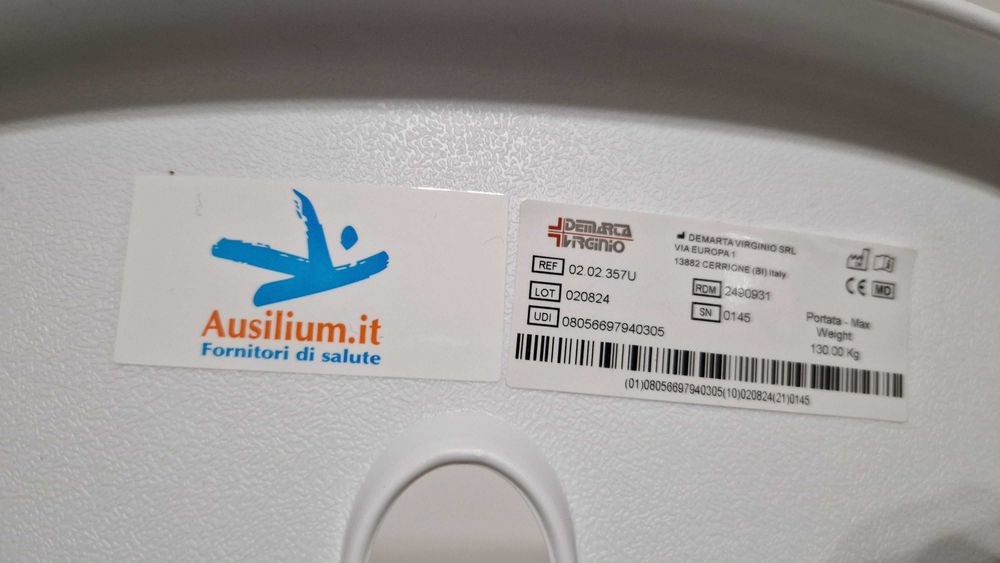 Ausilium.it
Fornitori di salute
DEMARTA
VIRGINIO
DEMARTA VIRGINIO SRL
VIA EUROPA 1
13882 CERRIONE (BI) Italy
REF 02.02.357U
LOT 020824
UDI 08056697940305
RDM 2490931
SN 0145
CE MD
Portata - Max
Weight
130.00 Kg
(01)08056697940305(10)020824(21)0145